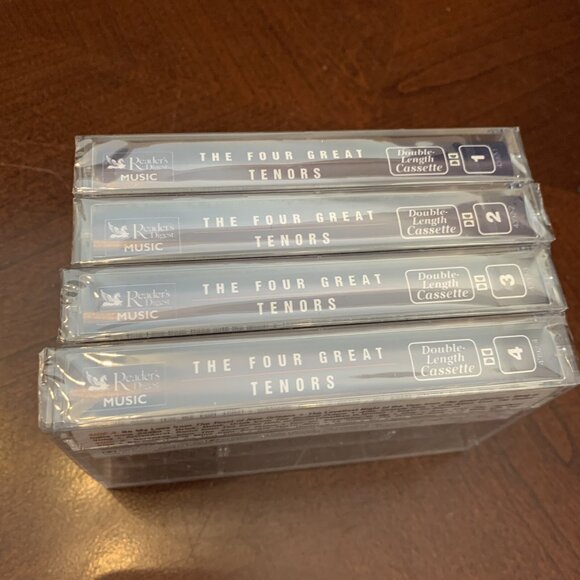 Reader's
Digest
MUSIC
THE FOUR GREAT
TENORS
Double-
Length
Cassette
1
Reader's
Digest
MUSIC
THE FOUR GREAT
TENORS
Double-
Length
Cassette
2
Reader's
Digest
MUSIC
THE FOUR GREAT
TENORS
Double-
Length
Cassette
3
Reader's
Digest
MUSIC
THE FOUR GREAT
TENORS
Double-
Length
Cassette
4